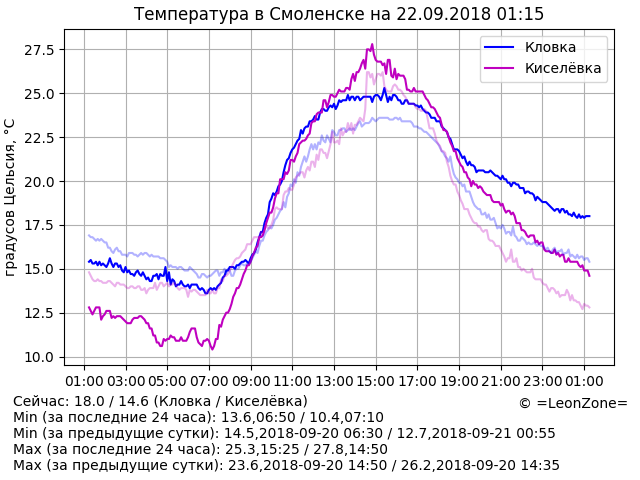 Температура в Смоленске на 22.09.2018 01:15
градусов Цельсия, °C
27.5
25.0
22.5
20.0
17.5
15.0
12.5
10.0
Кловка
Киселёвка
01:00 03:00 05:00 07:00 09:00 11:00 13:00 15:00 17:00 19:00 21:00 23:00 01:00
Сейчас: 18.0 / 14.6 (Кловка / Киселёвка)
© =LeonZone=
Min (за последние 24 часа): 13.6,06:50 / 10.4,07:10
Min (за предыдущие сутки): 14.5,2018-09-20 06:30 / 12.7,2018-09-21 00:55
Max (за последние 24 часа): 25.3,15:25 / 27.8,14:50
Max (за предыдущие сутки): 23.6,2018-09-20 14:50 / 26.2,2018-09-20 14:35